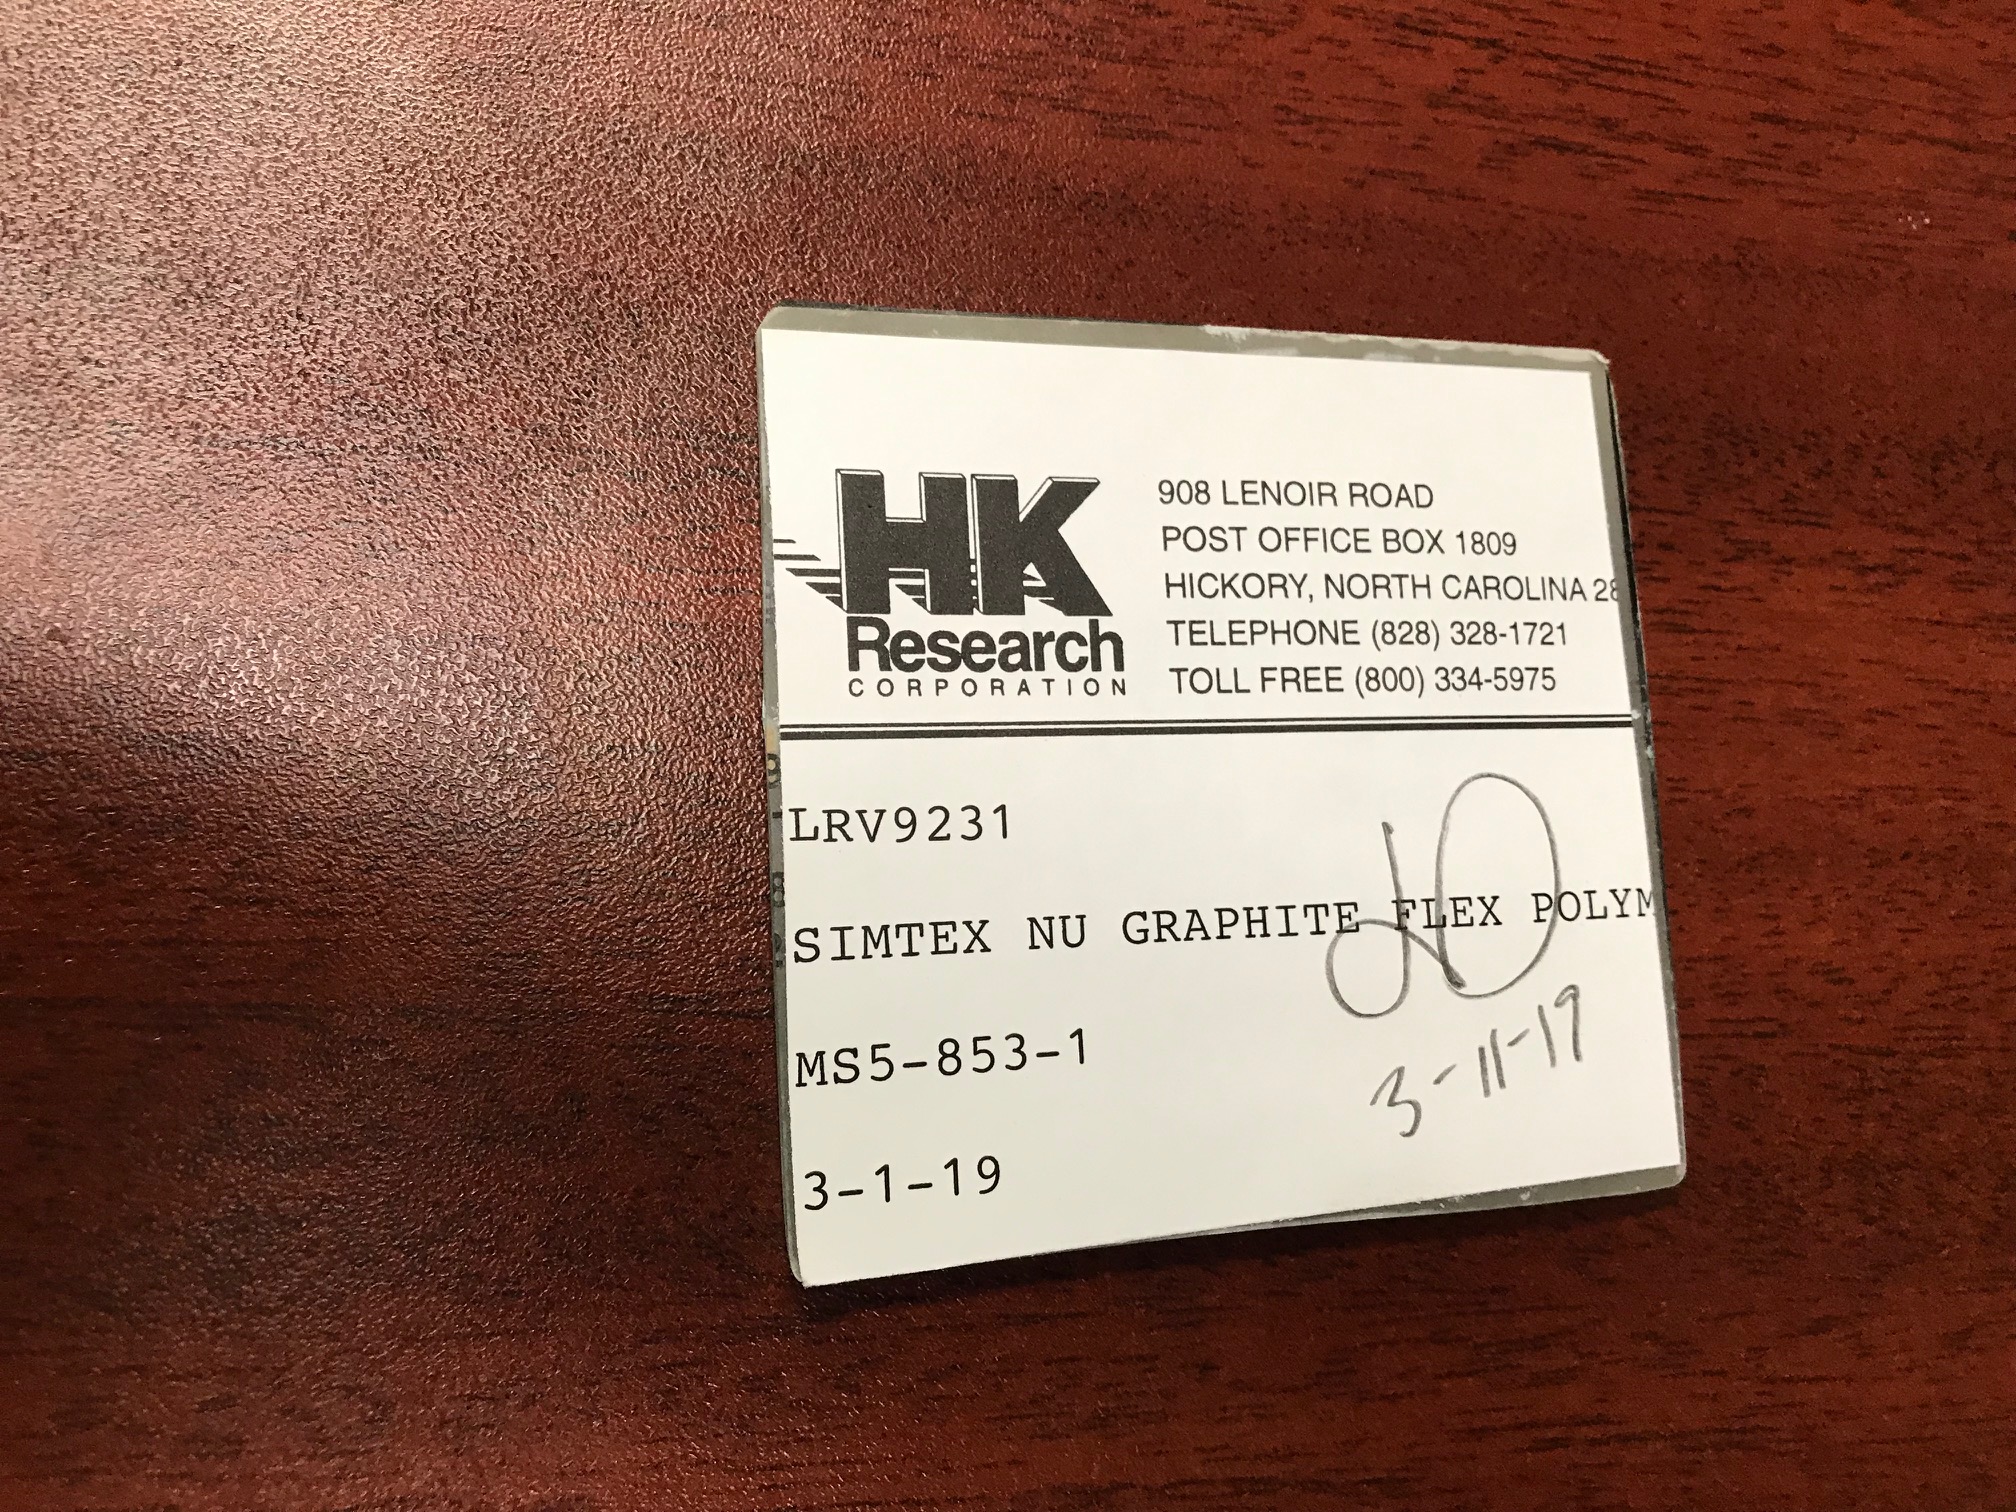 HK
Research
CORPORATION
908 LENOIR ROAD
POST OFFICE BOX 1809
HICKORY, NORTH CAROLINA 28
TELEPHONE (828) 328-1721
TOLL FREE (800) 334-5975
LRV9231
SIMTEX NU GRAPHITE FLEX POLYM
MS5-853-1
3-1-19
3-11-19